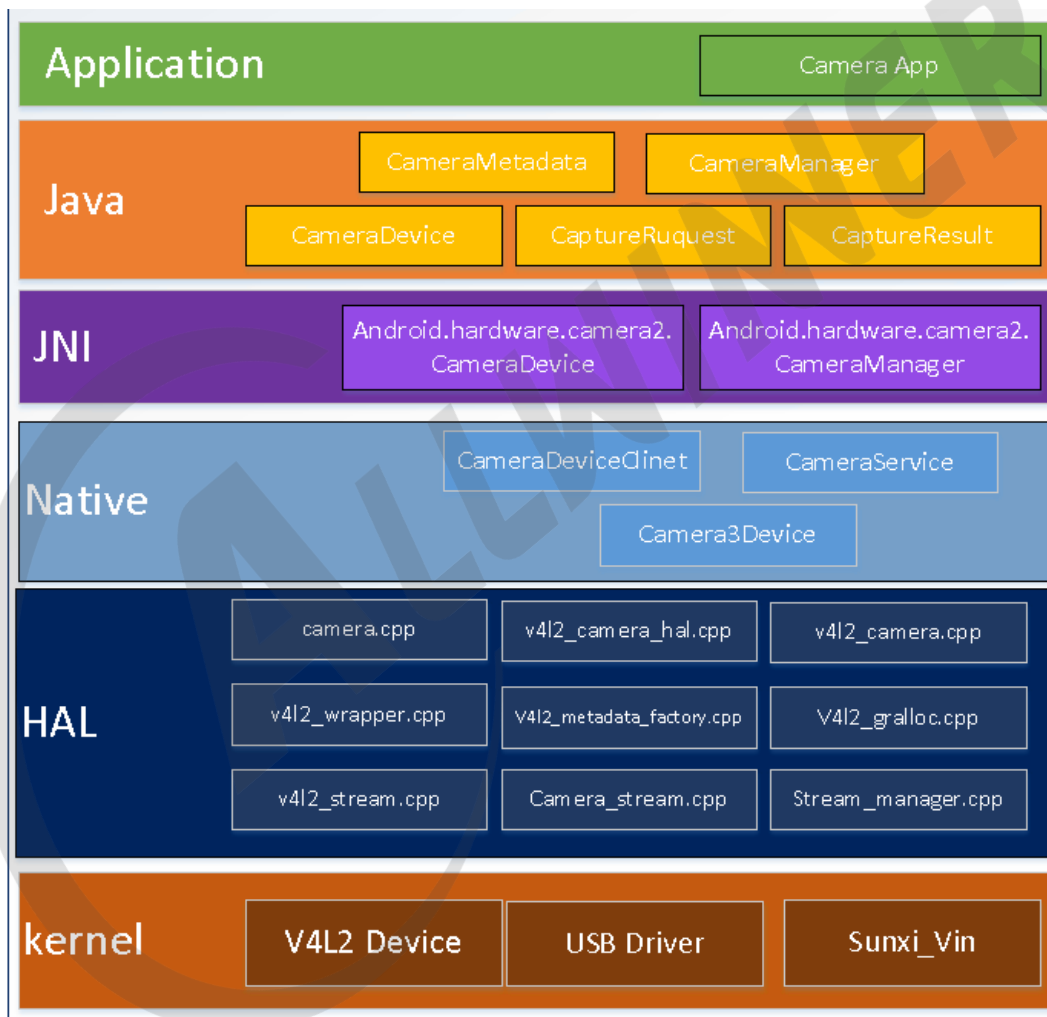 Application
Camera App
Java
CameraMetadata
CameraManager
CameraDevice
CaptureRuquest
CaptureResult
JNI
Android.hardware.camera2.
CameraDevice
Android.hardware.camera2.
CameraManager
Native
CameraDeviceClinet
CameraService
Camera3Device
HAL
camera.cpp
v4l2_camera_hal.cpp
v4l2_camera.cpp
v4l2_wrapper.cpp
V4l2_metadata_factory.cpp
V4l2_gralloc.cpp
v4l2_stream.cpp
Camera_stream.cpp
Stream_manager.cpp
kernel
V4L2 Device
USB Driver
Sunxi_Vin
ALLWINNER